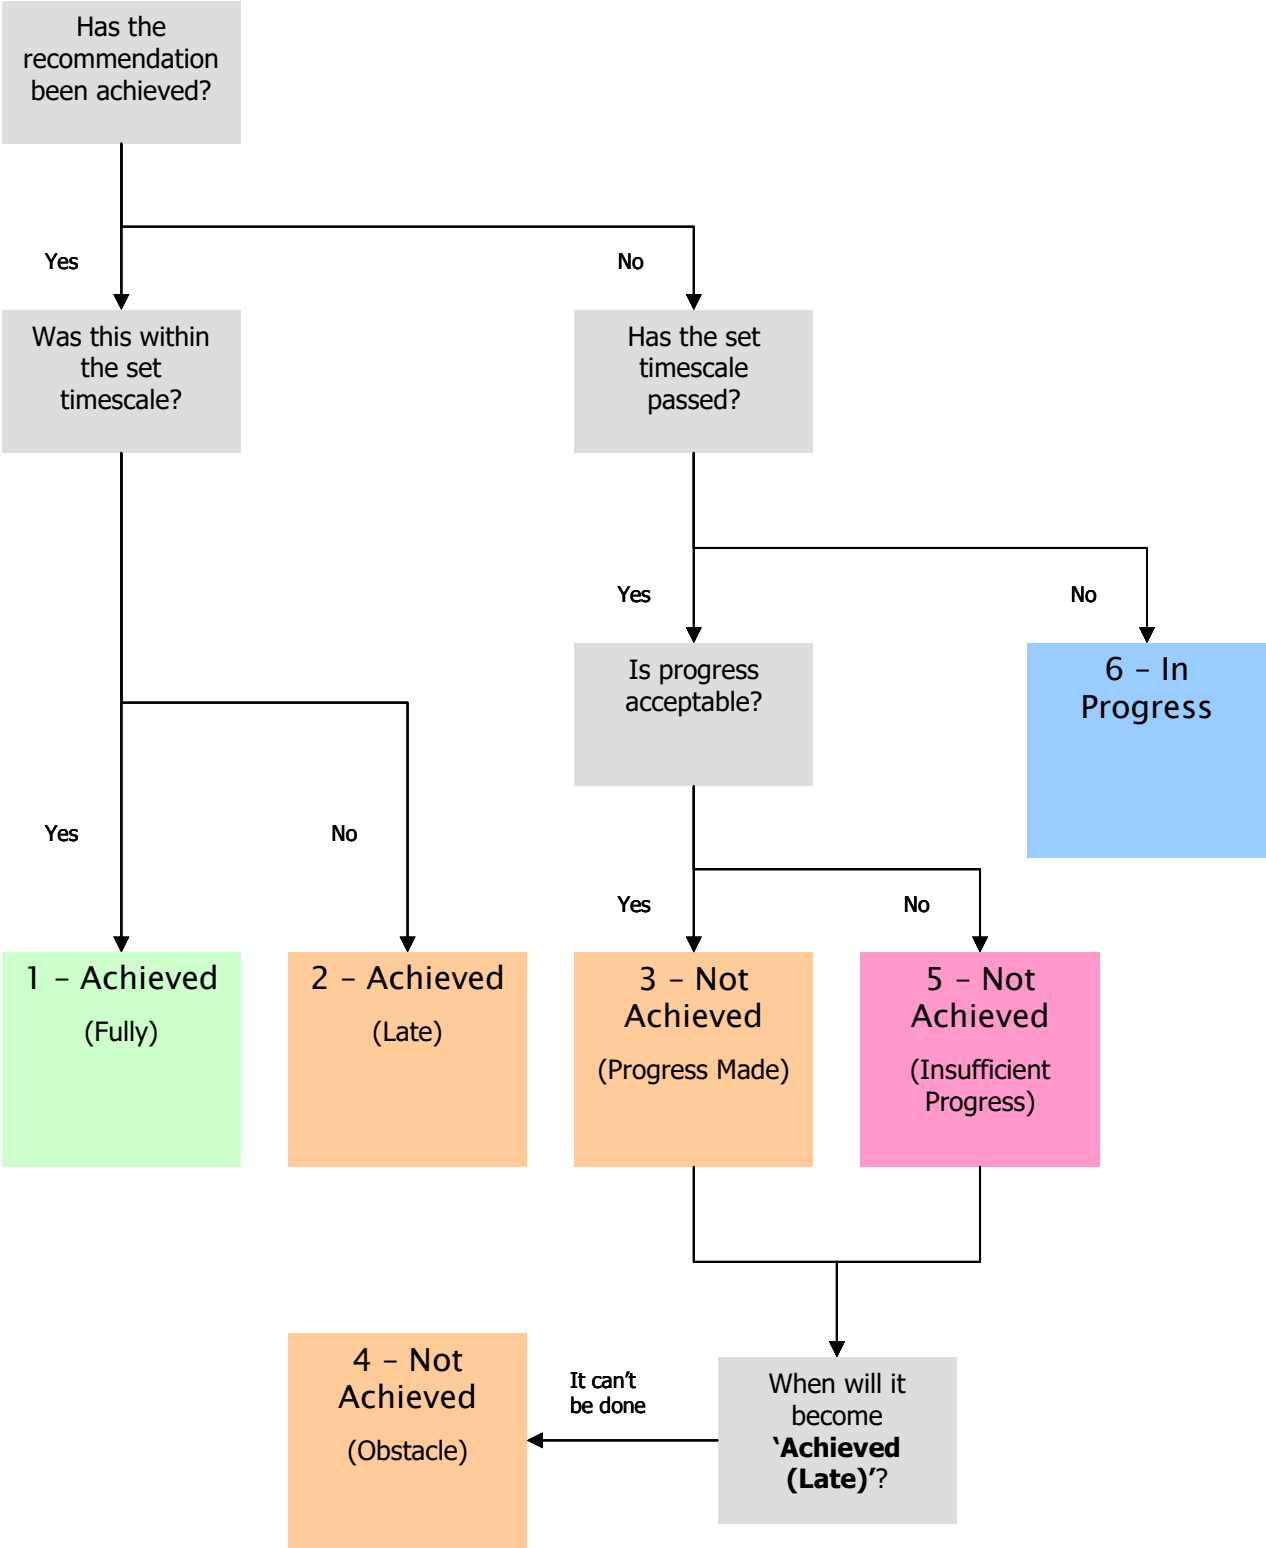 Has the
recommendation
been achieved?
Yes
No
Was this within
the set
timescale?
Has the set
timescale
passed?
Yes
No
Is progress
acceptable?
6 – In
Progress
Yes
No
Yes
No
1 – Achieved
(Fully)
2 – Achieved
(Late)
3 – Not
Achieved
(Progress Made)
5 – Not
Achieved
(Insufficient
Progress)
4 – Not
Achieved
(Obstacle)
It can't
be done
When will it
become
‘Achieved
(Late)’?